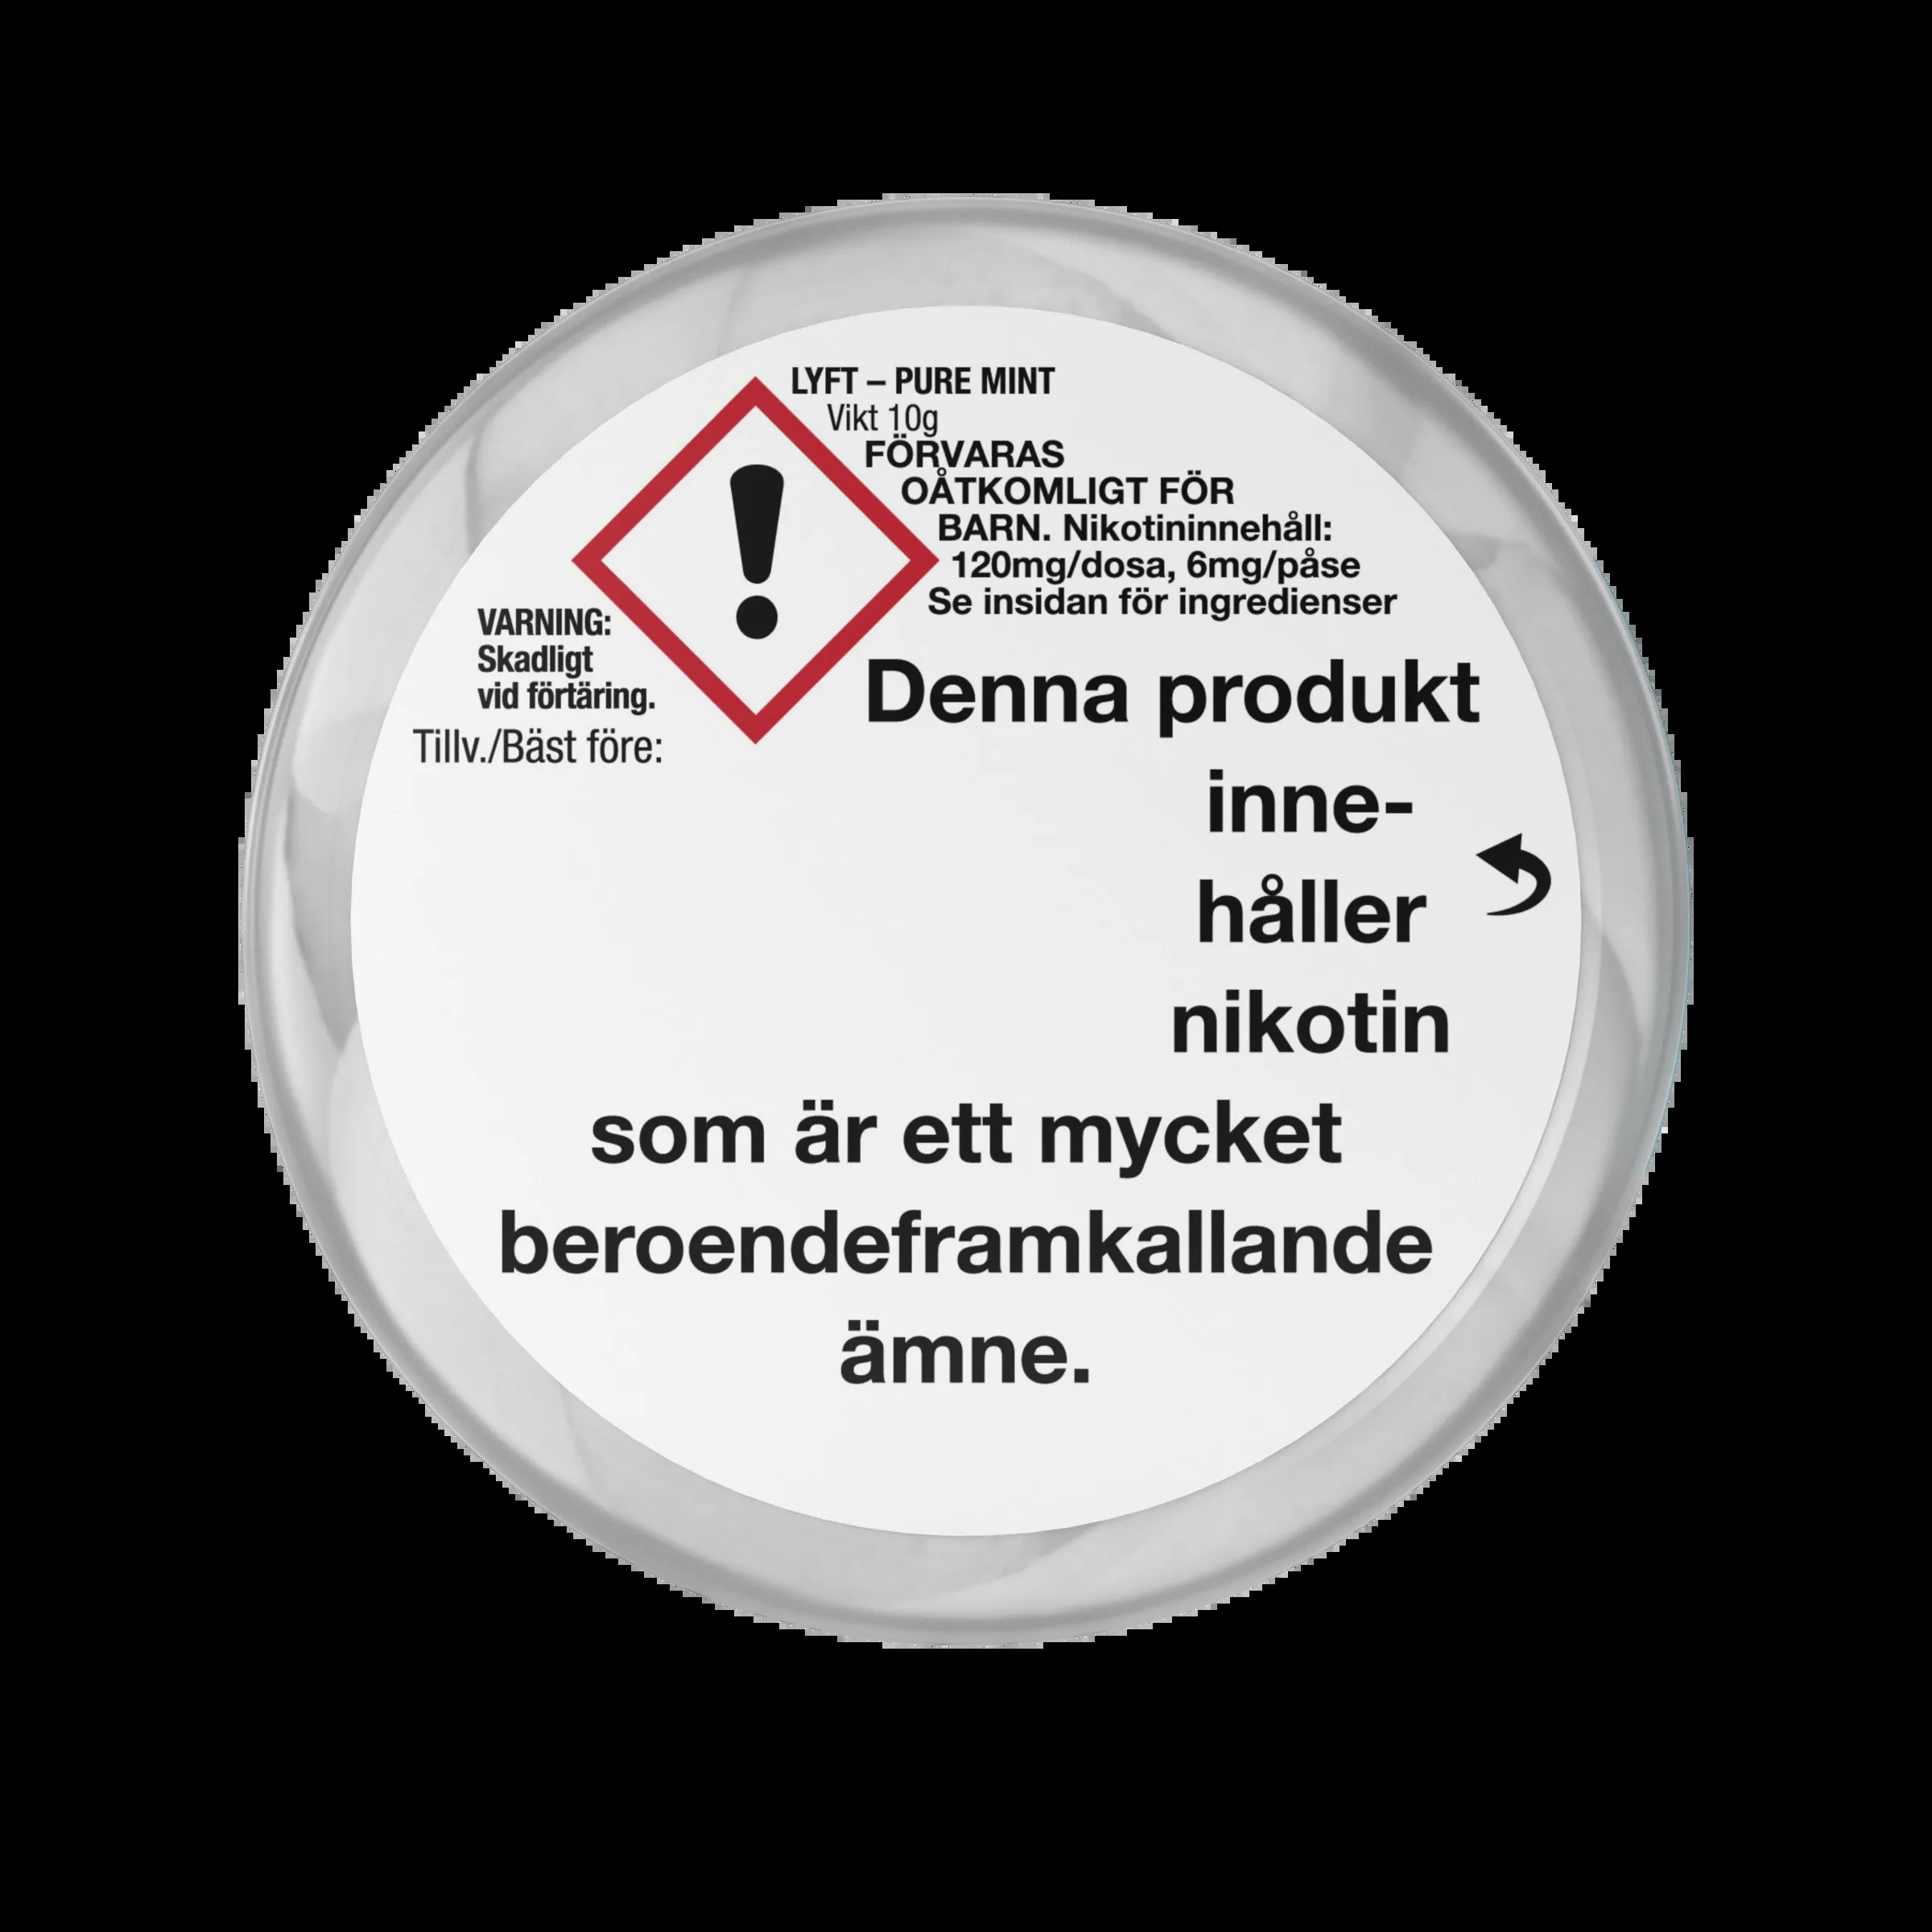 LYFT – PURE MINT
Vikt 10g
FÖRVARAS
OÅTKOMLIGT FÖR
BARN. Nikotininnehåll:
120mg/dosa, 6mg/påse
Se insidan för ingredienser
VARNING:
Skadligt
vid förtäring.
Tillv./Bäst före:
Denna produkt
inne-
håller
nikotin
som är ett mycket
beroendeframkallande
ämne.